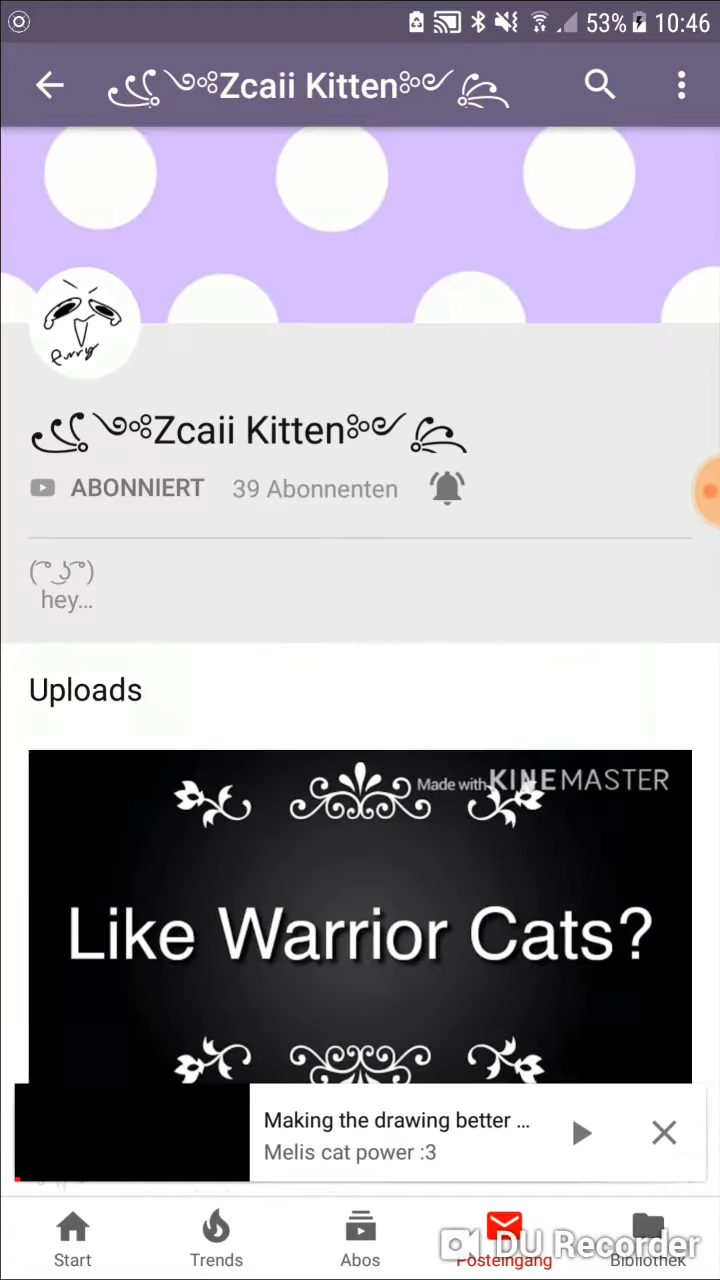 53% 10:46
Zcaii Kitten
Purry
Zcaii Kitten
ABONNIERT 39 Abonnenten
( ͡° ͜ʖ ͡°)
hey...
Uploads
Made with KINEMASTER
Like Warrior Cats?
Making the drawing better ...
Melis cat power :3
Start Trends Abos Posteingang Bibliothek
DU Recorder